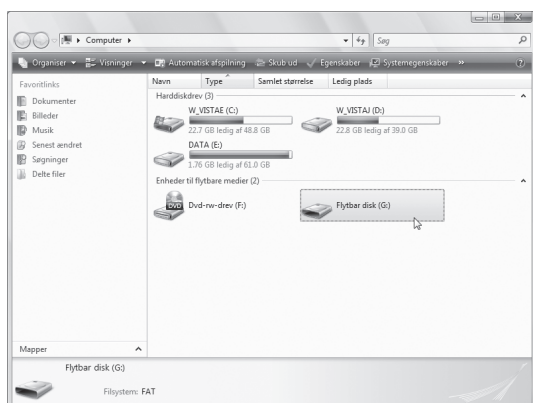 Computer
Søg
Organiser Visninger Automatisk afspilning Skub ud Egenskaber Systemegenskaber »
Favoritlinks
Dokumenter
Billeder
Musik
Senest ændret
Søgninger
Delte filer
Mapper
Navn Type Samlet størrelse Ledig plads
Harddiskdrev (3)
W_VISTAE (C:)
22.7 GB ledig af 48.8 GB
W_VISTAJ (D:)
22.8 GB ledig af 39.0 GB
DATA (E:)
1.76 GB ledig af 61.0 GB
Enheder til flytbare medier (2)
DVD
Dvd-rw-drev (F:)
Flytbar disk (G:)
Flytbar disk (G:)
Filsystem: FAT